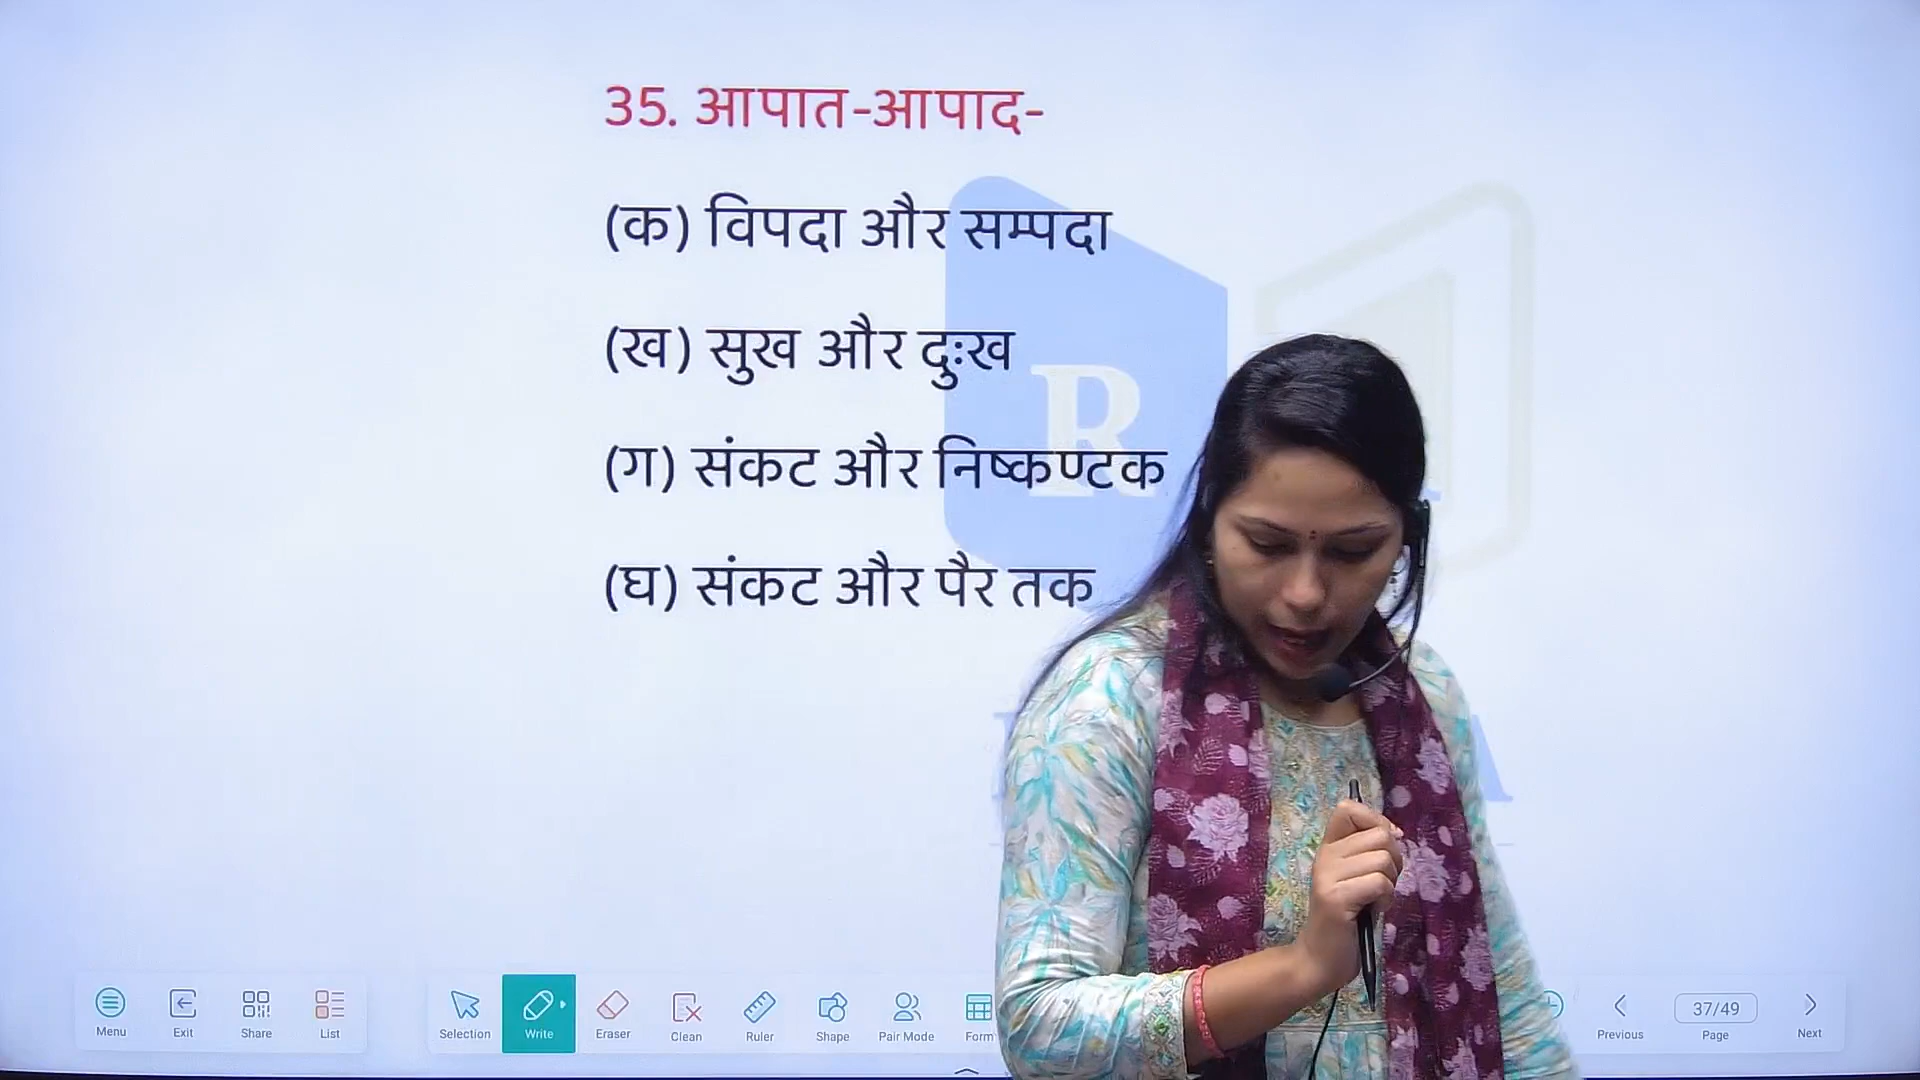 35. आपात-आपाद-
(क) विपदा और सम्पदा
(ख) सुख और दुःख
(ग) संकट और निष्कण्टक
(घ) संकट और पैर तक
R
A
Menu
Exit
Share
List
Selection
Write
Eraser
Clean
Ruler
Shape
Pair Mode
Form
Previous
37/49
Page
Next